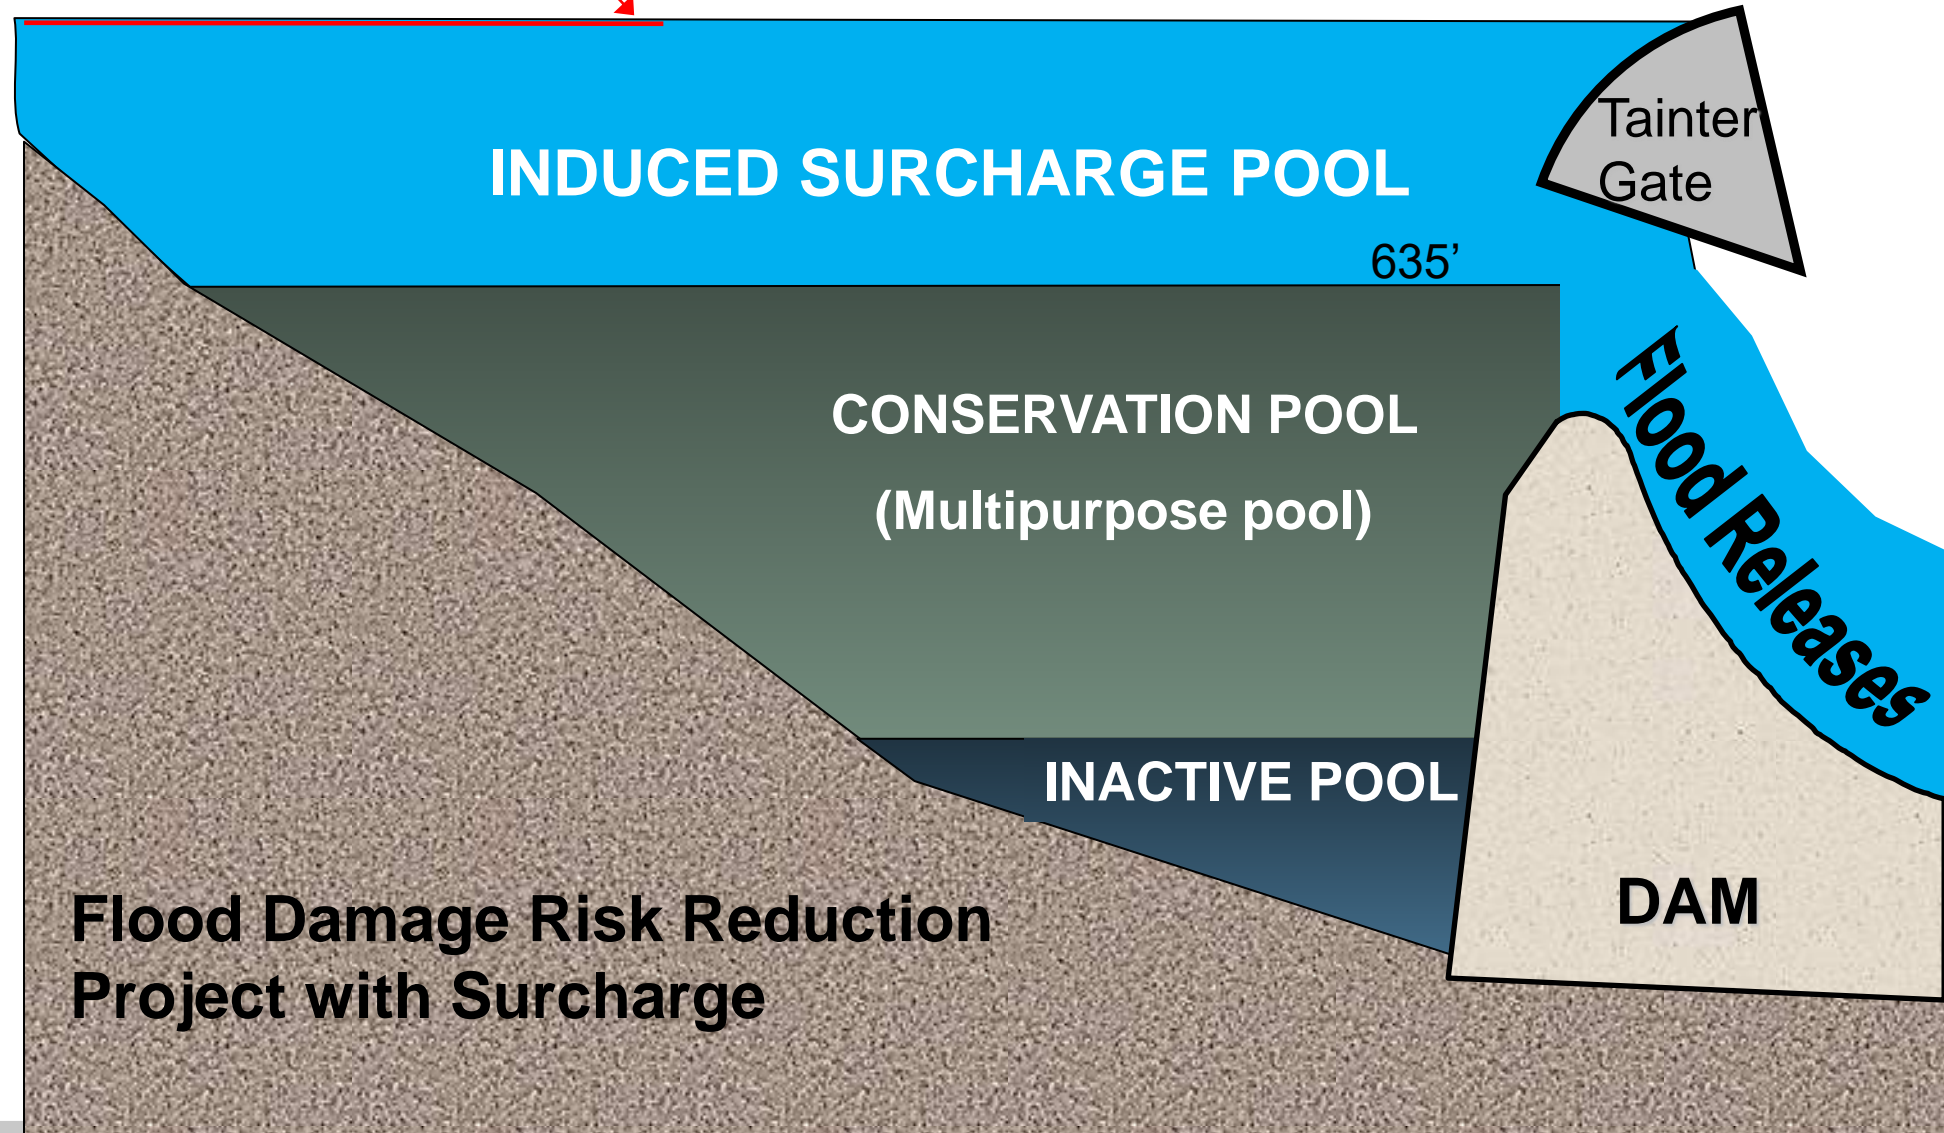 Tainter
Gate
INDUCED SURCHARGE POOL
635’
CONSERVATION POOL
(Multipurpose pool)
Flood Releases
INACTIVE POOL
DAM
Flood Damage Risk Reduction
Project with Surcharge